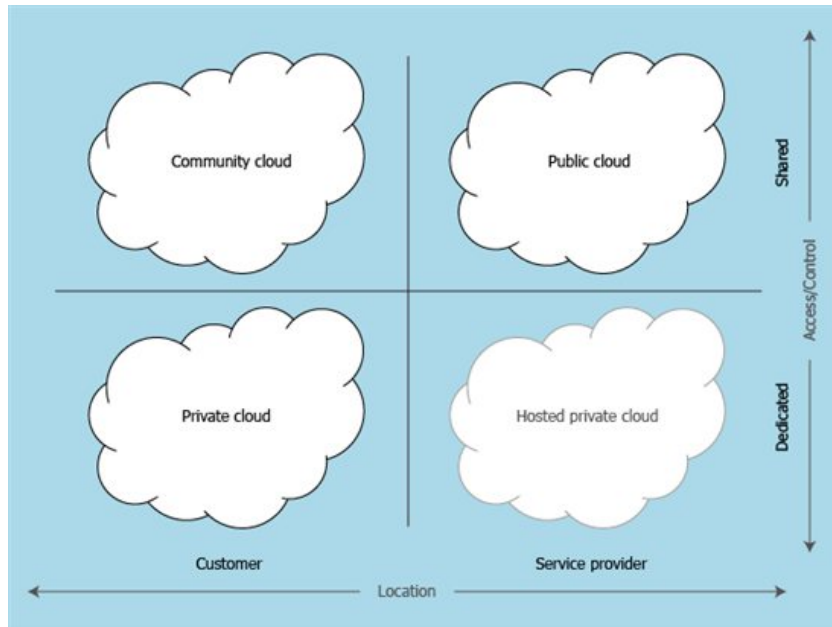 Community cloud
Public cloud
Shared
Access/Control
Private cloud
Hosted private cloud
Dedicated
Customer
Service provider
Location